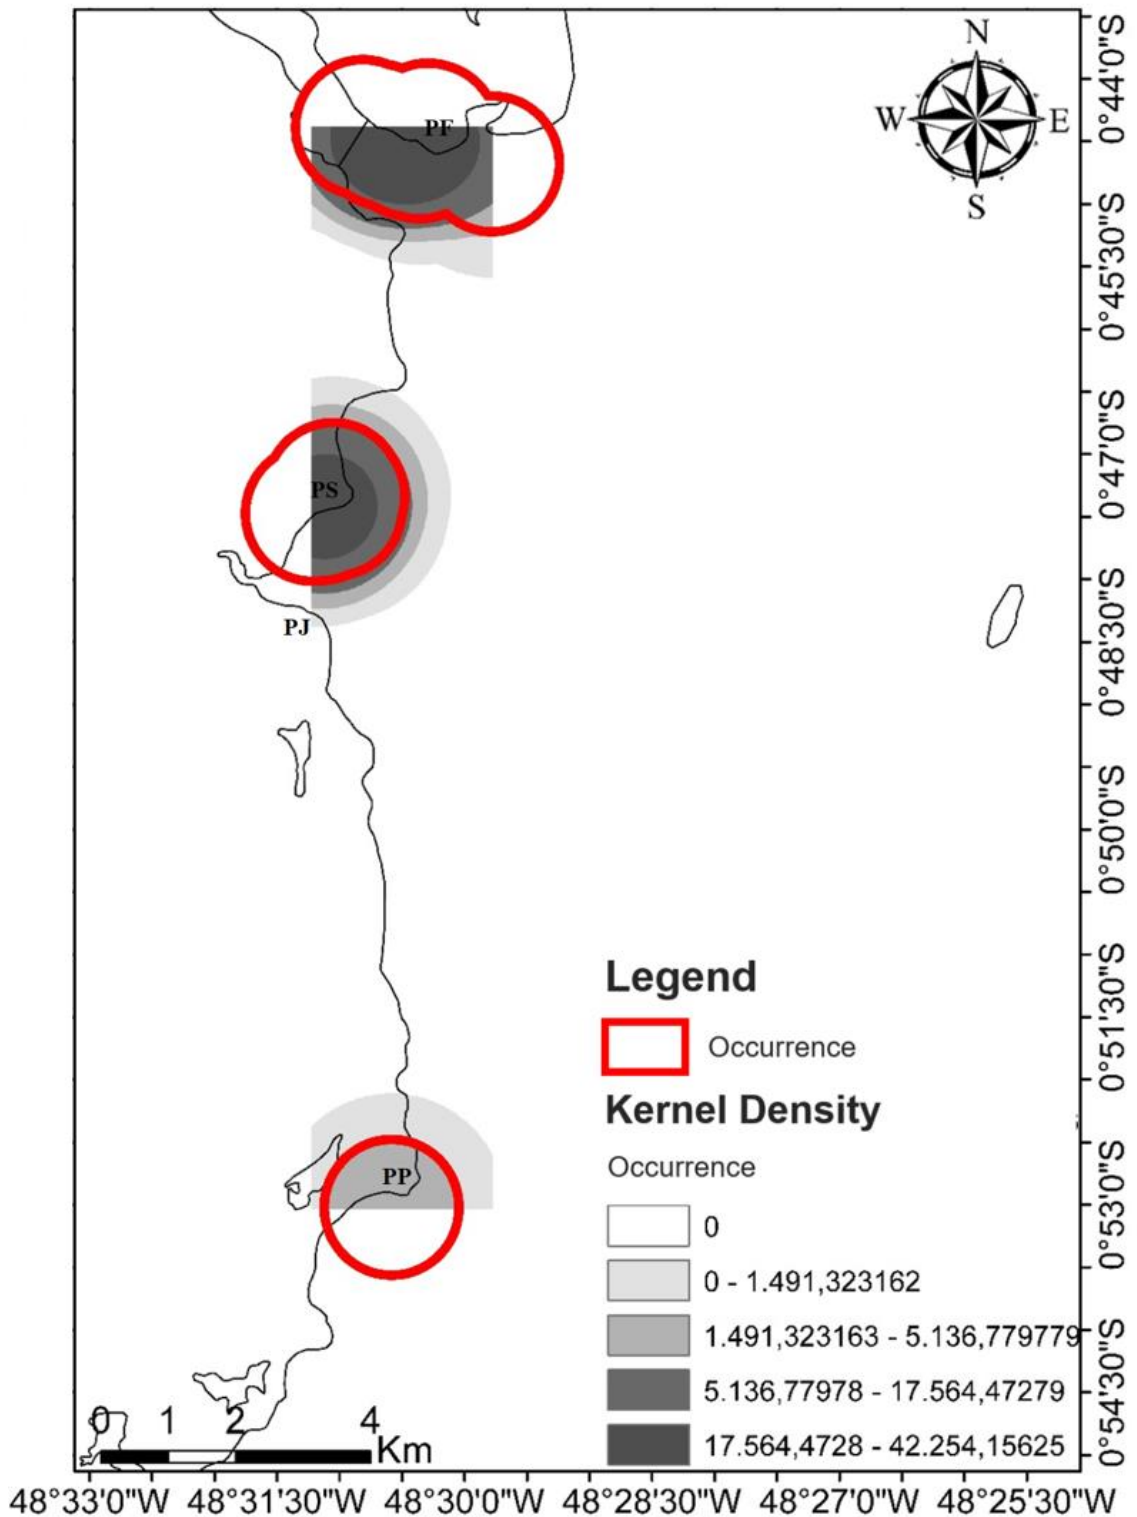 N
W E
S
PF
PS
PJ
PP
0°44'0"S
0°45'30"S
0°47'0"S
0°48'30"S
0°50'0"S
0°51'30"S
0°53'0"S
0°54'30"S
Legend
Occurrence
Kernel Density
Occurrence
0
0 - 1.491,323162
1.491,323163 - 5.136,779779
5.136,77978 - 17.564,47279
17.564,4728 - 42.254,15625
0 1 2 4
Km
48°33'0"W 48°31'30"W 48°30'0"W 48°28'30"W 48°27'0"W 48°25'30"W